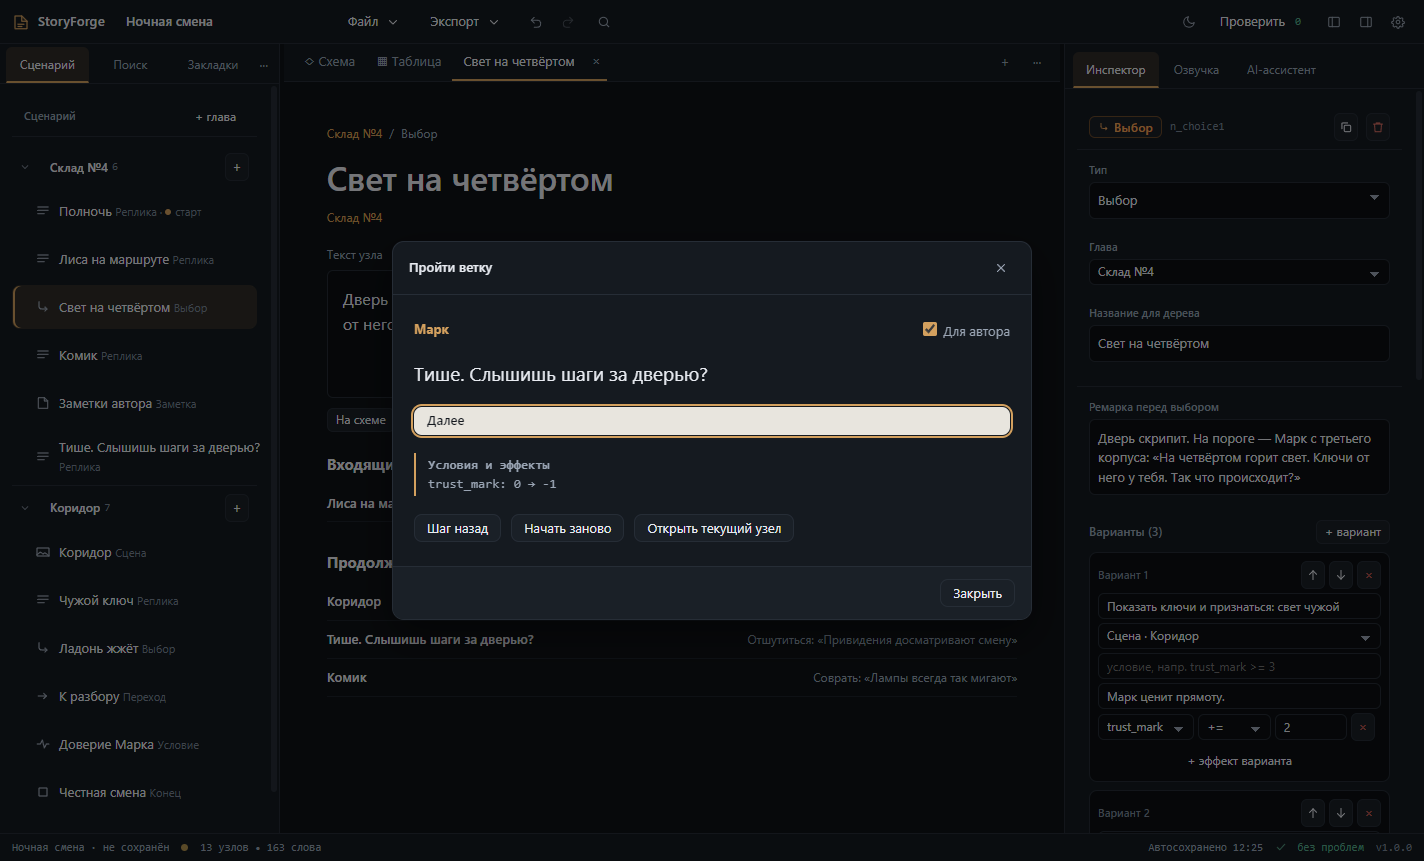 StoryForge Ночная смена Файл Экспорт Проверить 0
Сценарий Поиск Закладки ...
Сценарий + глава
Склад №4 6 +
Полночь Реплика · старт
Лиса на маршруте Реплика
Свет на четвёртом Выбор
Комик Реплика
Заметки автора Заметка
Тише. Слышишь шаги за дверью?
Реплика
Коридор 7 +
Коридор Сцена
Чужой ключ Реплика
Ладонь жжёт Выбор
К разбору Переход
Доверие Марка Условие
Честная смена Конец
Схема Таблица Свет на четвёртом × + ...
Склад №4 / Выбор
Свет на четвёртом
Склад №4
Текст узла
Дверь
от него
На схеме
Входящи
Лиса на ма
Продолж
Коридор
Тише. Слышишь шаги за дверью? Отшутиться: «Привидения досматривают смену»
Комик Соврать: «Лампы всегда так мигают»
Пройти ветку ×
Марк Для автора
Тише. Слышишь шаги за дверью?
Далее
Условия и эффекты
trust_mark: 0 → -1
Шаг назад Начать заново Открыть текущий узел
Закрыть
Инспектор Озвучка AI-ассистент
Выбор n_choice1
Тип
Выбор
Глава
Склад №4
Название для дерева
Свет на четвёртом
Ремарка перед выбором
Дверь скрипит. На пороге — Марк с третьего
корпуса: «На четвёртом горит свет. Ключи от
него у тебя. Так что происходит?»
Варианты (3) + вариант
Вариант 1 ↑ ↓ ×
Показать ключи и признаться: свет чужой
Сцена · Коридор
условие, напр. trust_mark >= 3
Марк ценит прямоту.
trust_mark += 2 ×
+ эффект варианта
Вариант 2 ↑ ↓ ×
Ночная смена · не сохранён 13 узлов • 163 слова Автосохранено 12:25 ✓ без проблем v1.0.0